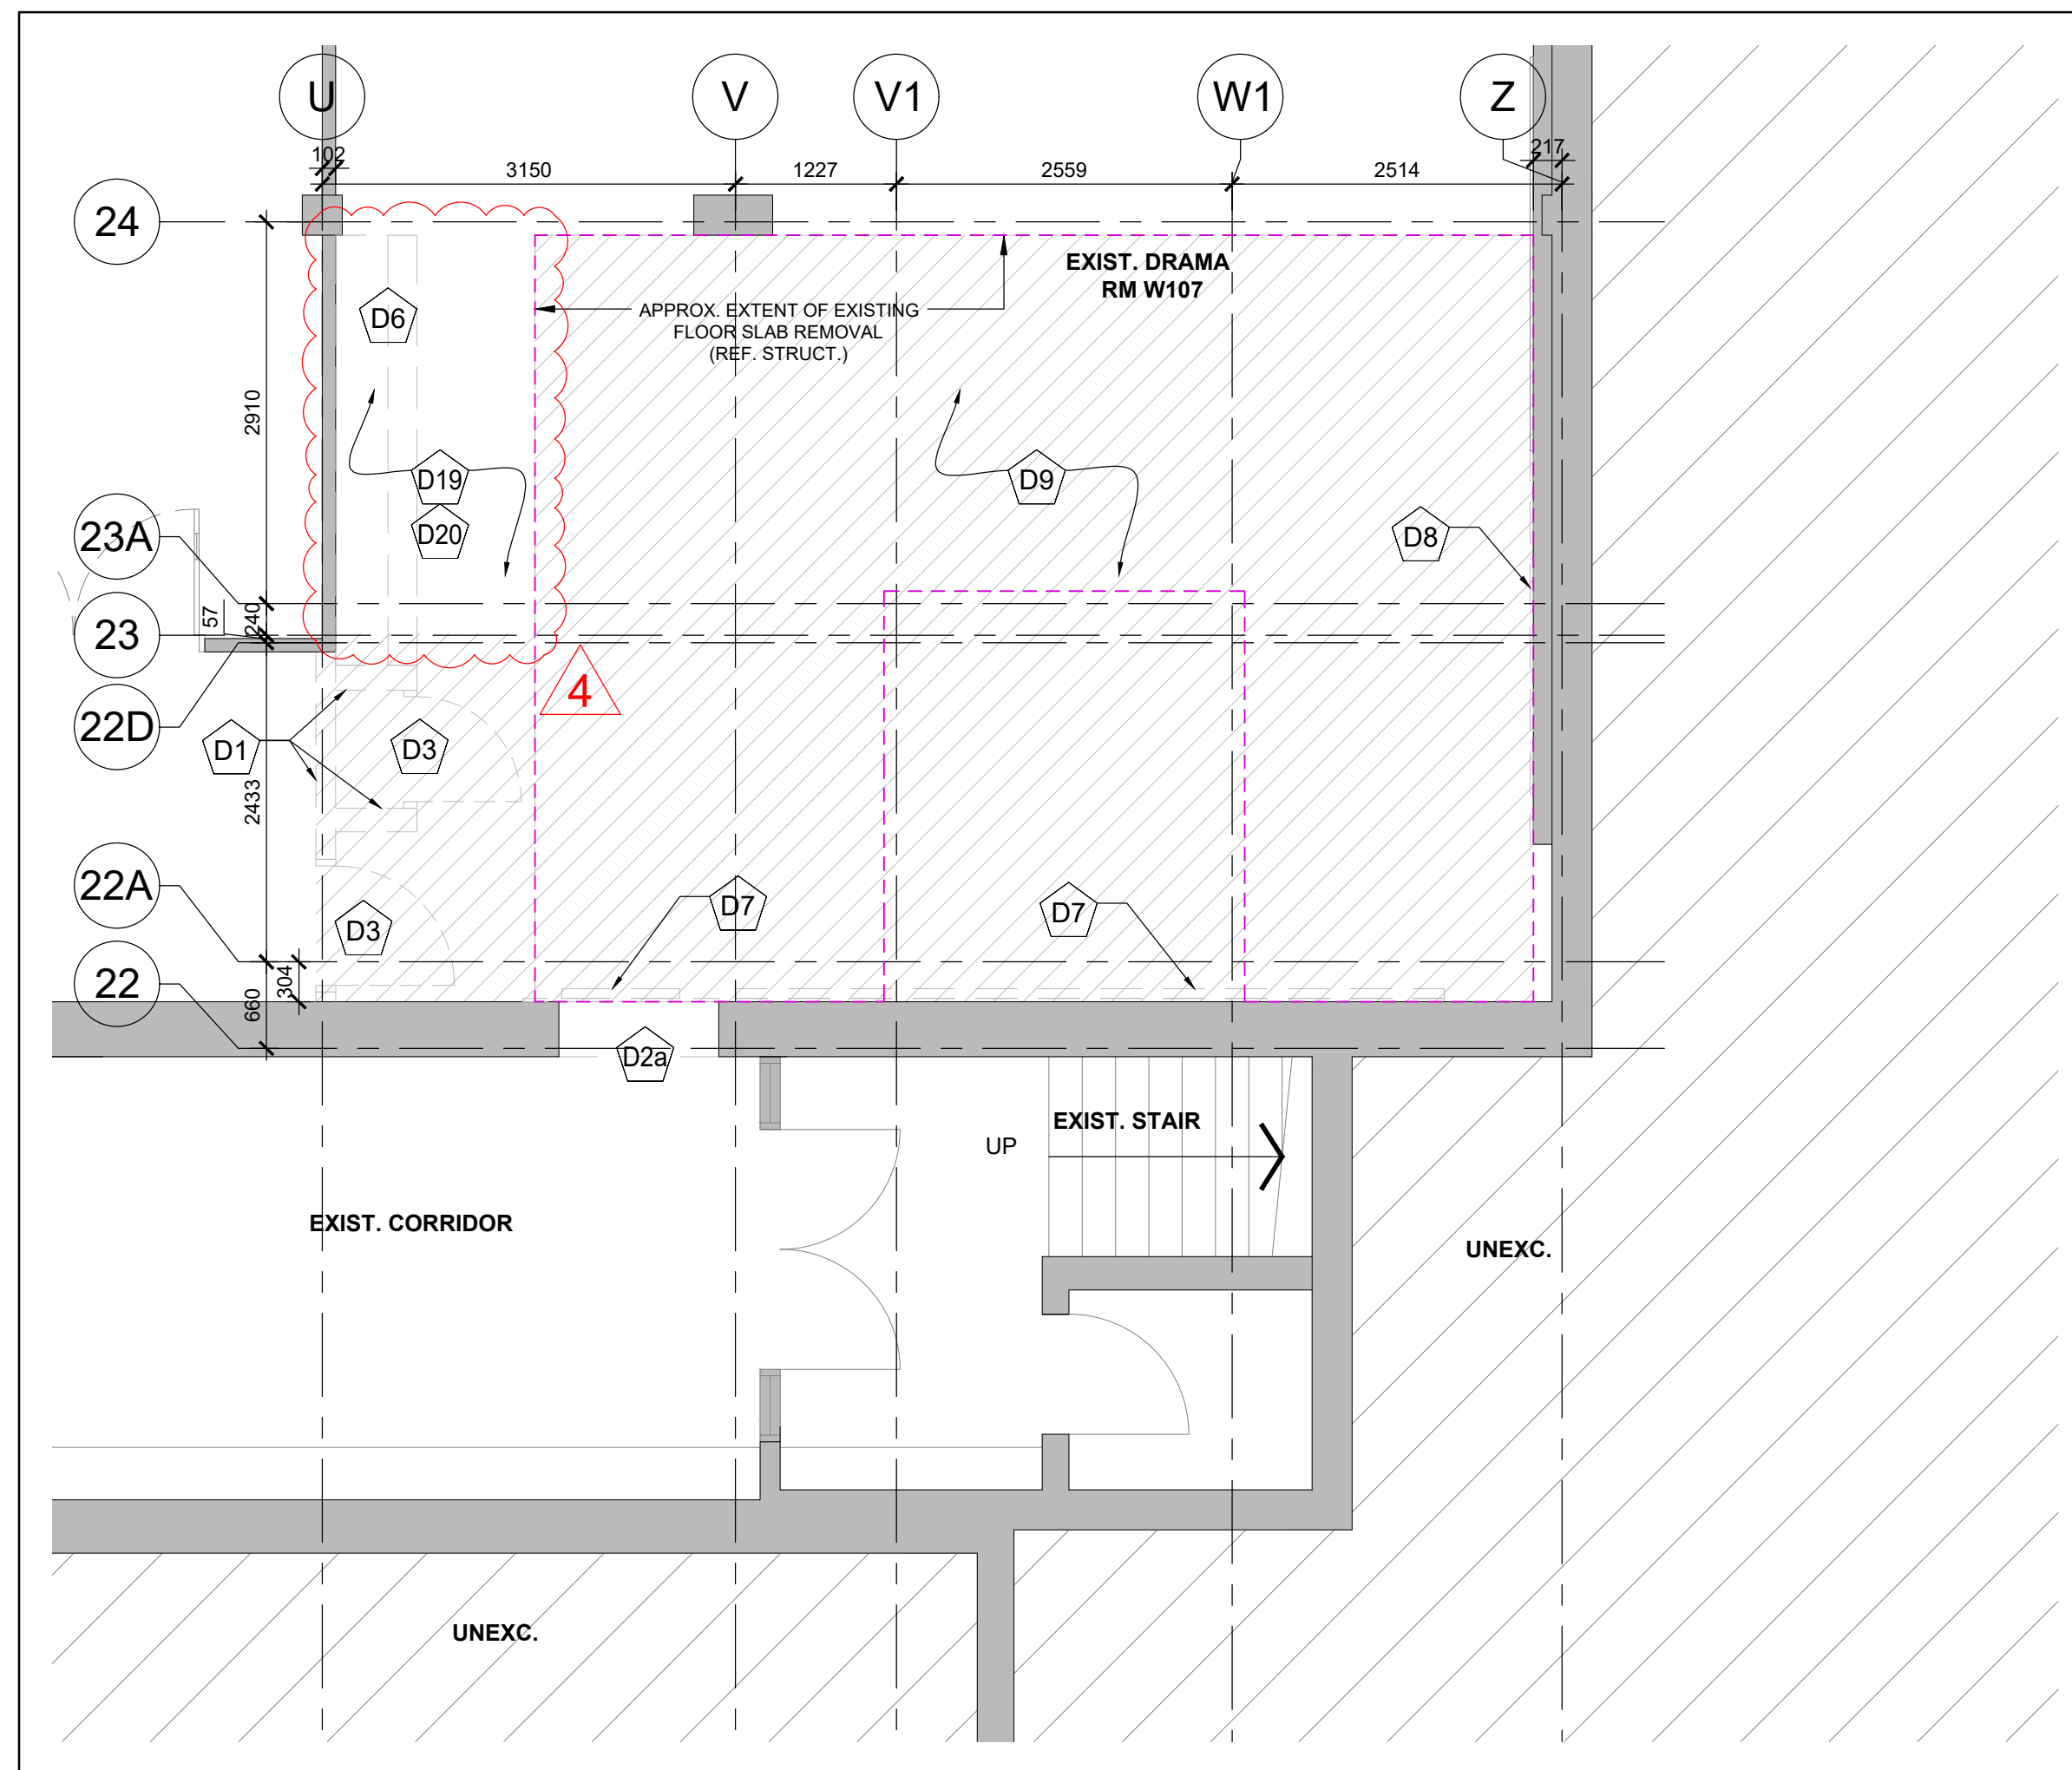 U
V
V1
W1
Z
102
3150
1227
2559
2514
217
24
EXIST. DRAMA
RM W107
APPROX. EXTENT OF EXISTING
FLOOR SLAB REMOVAL
(REF. STRUCT.)
D6
2910
D19
D20
D9
D8
23A
57
240
23
4
22D
D1
D3
2433
22A
D7
D7
D3
304
22
660
D2a
EXIST. STAIR
UP
EXIST. CORRIDOR
UNEXC.
UNEXC.